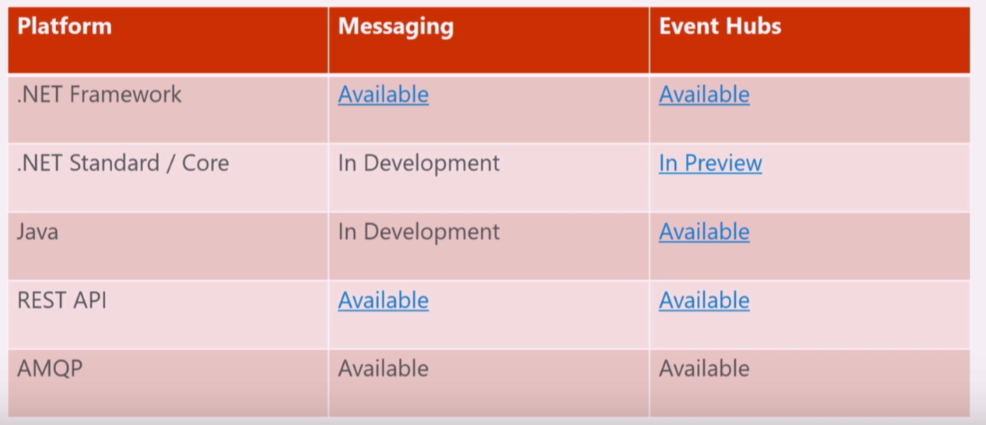 Platform Messaging Event Hubs
.NET Framework Available Available
.NET Standard / Core In Development In Preview
Java In Development Available
REST API Available Available
AMQP Available Available